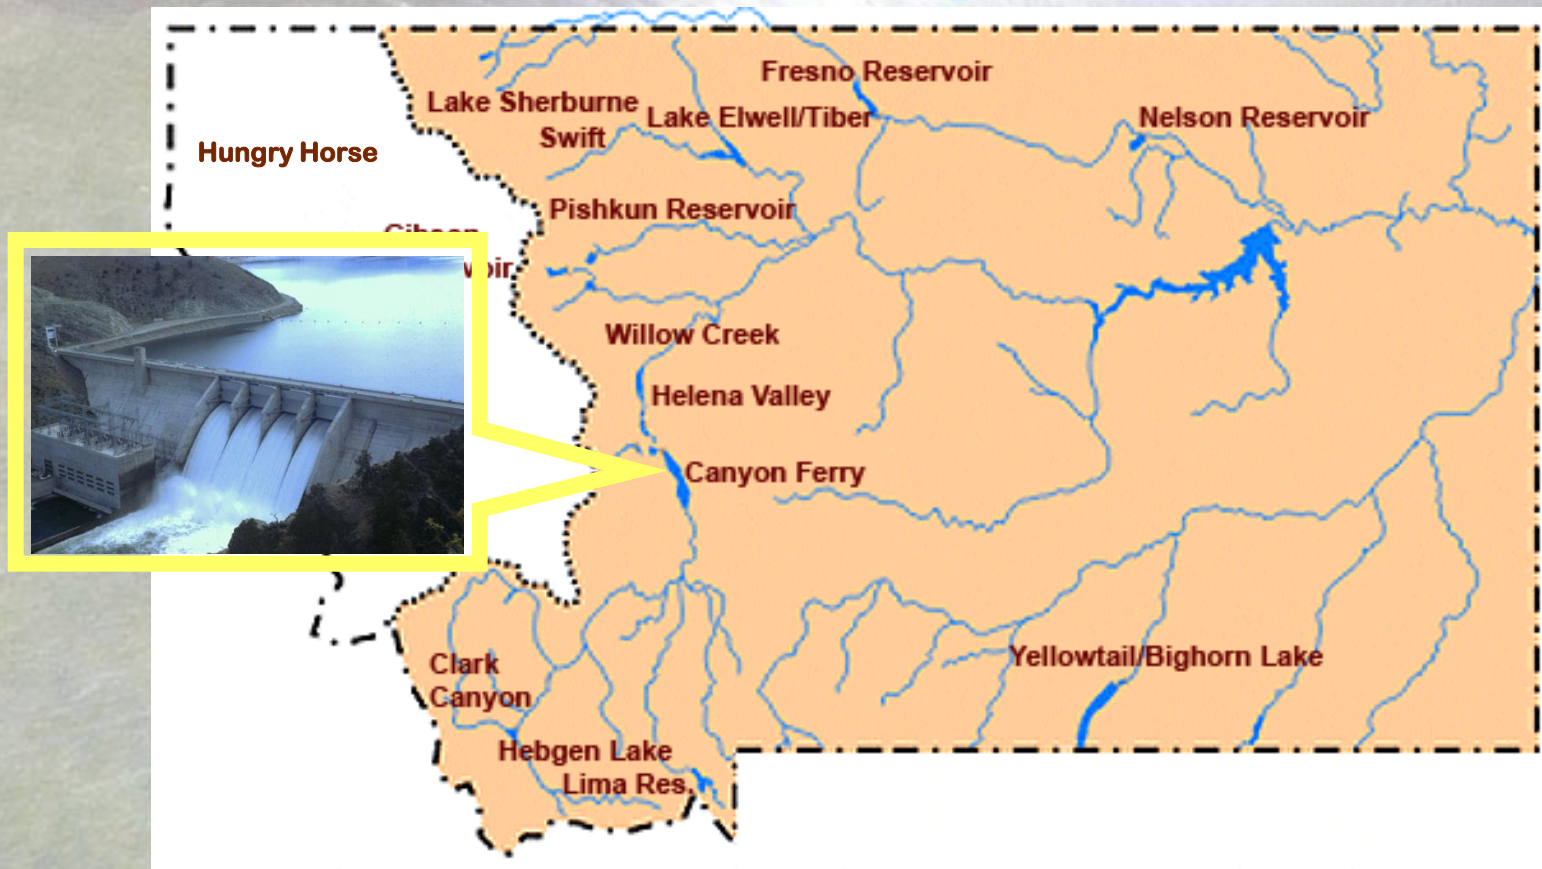 Fresno Reservoir
Lake Sherburne
Swift
Lake Elwell/Tiber
Nelson Reservoir
Hungry Horse
Pishkun Reservoir
Willow Creek
Helena Valley
Canyon Ferry
Clark
Canyon
Yellowtail/Bighorn Lake
Hebgen Lake
Lima Res.